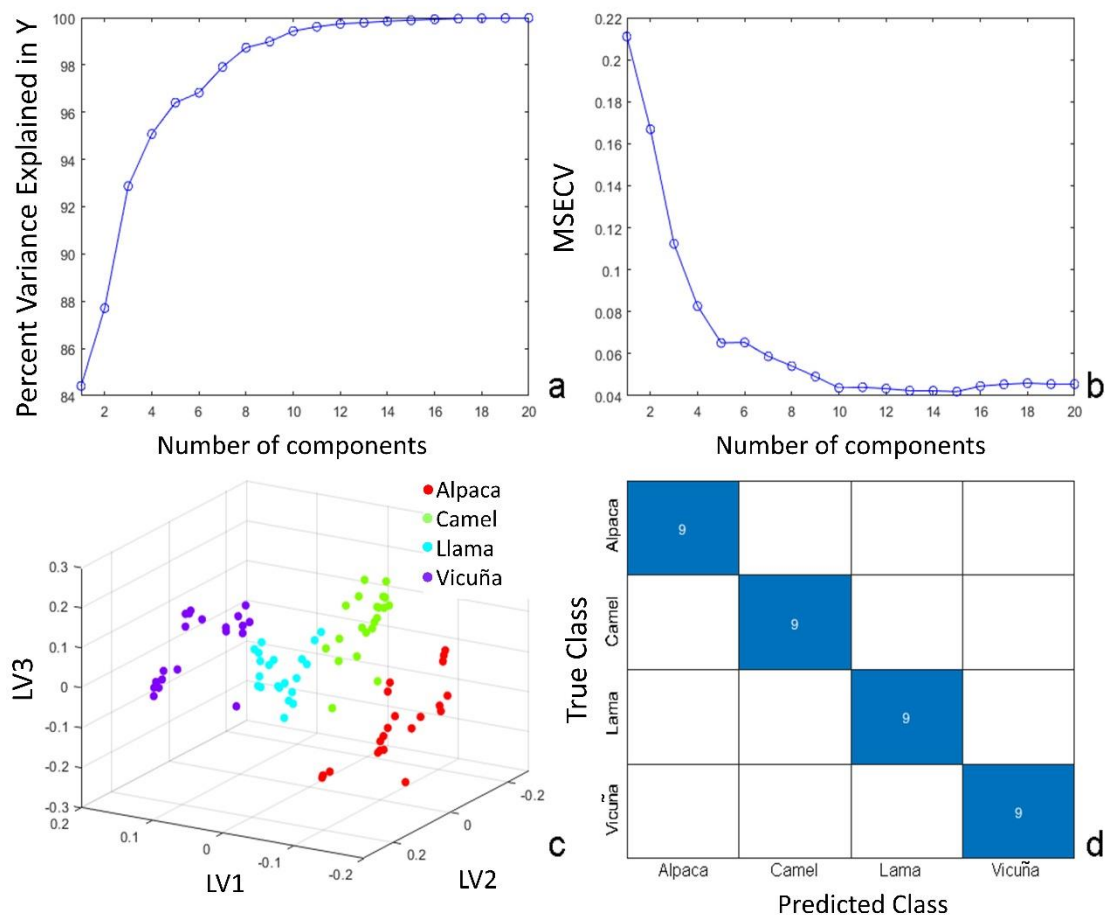 100
98
96
94
92
90
88
86
84
2 4 6 8 10 12 14 16 18 20
Percent Variance Explained in Y
Number of components
a
0.22
0.2
0.18
0.16
0.14
0.12
0.1
0.08
0.06
0.04
2 4 6 8 10 12 14 16 18 20
MSECV
Number of components
b
Alpaca
Camel
Llama
Vicuña
0.3
0.2
0.1
0
-0.1
-0.2
-0.3
LV3
0.2
0.1
0
-0.1
-0.2
LV1
0.2
0
-0.2
LV2
c
True Class
Alpaca
Camel
Lama
Vicuña
9
9
9
9
Alpaca Camel Lama Vicuña
Predicted Class
d